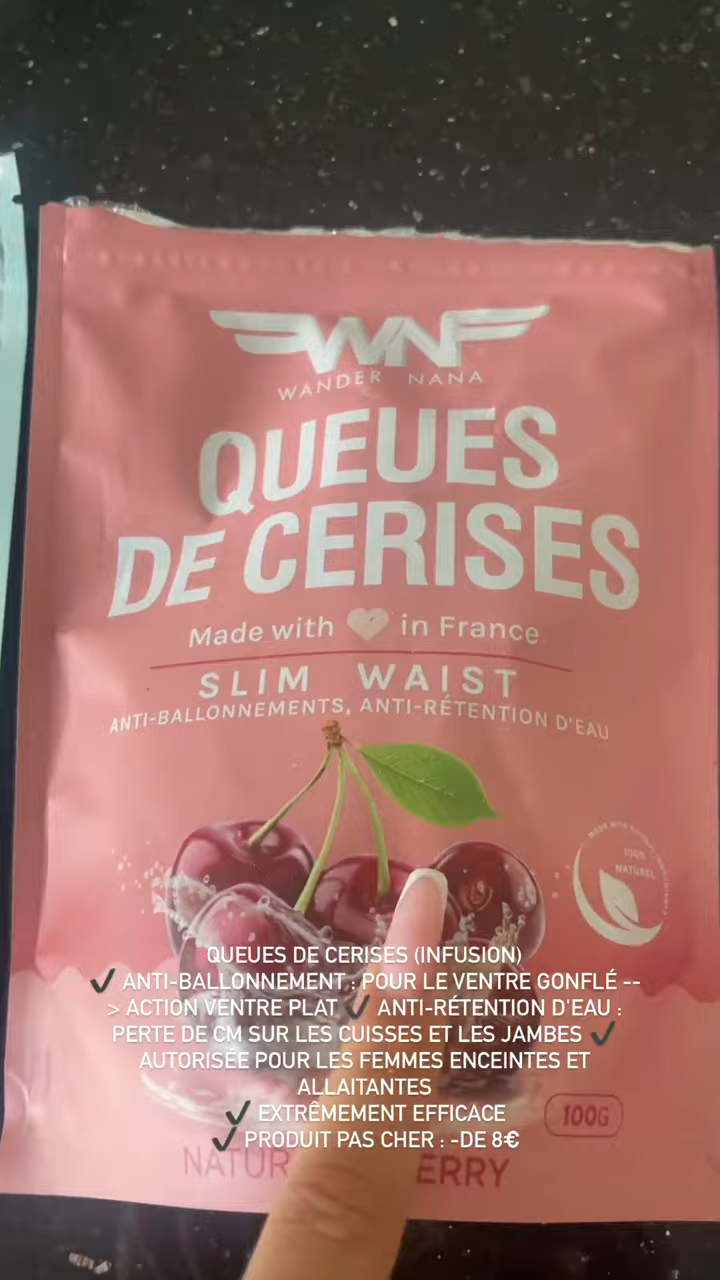 WNF
WANDER NANA
QUEUES
DE CERISES
Made with in France
SLIM WAIST
ANTI-BALLONNEMENTS, ANTI-RÉTENTION D'EAU
100%
NATUREL
QUEUES DE CERISES (INFUSION)
✔ ANTI-BALLONNEMENT : POUR LE VENTRE GONFLÉ --
> ACTION VENTRE PLAT ✔ ANTI-RÉTENTION D'EAU :
PERTE DE CM SUR LES CUISSES ET LES JAMBES ✔
AUTORISÉE POUR LES FEMMES ENCEINTES ET
ALLAITANTES
✔ EXTRÊMEMENT EFFICACE
✔ PRODUIT PAS CHER : -DE 8€
100G